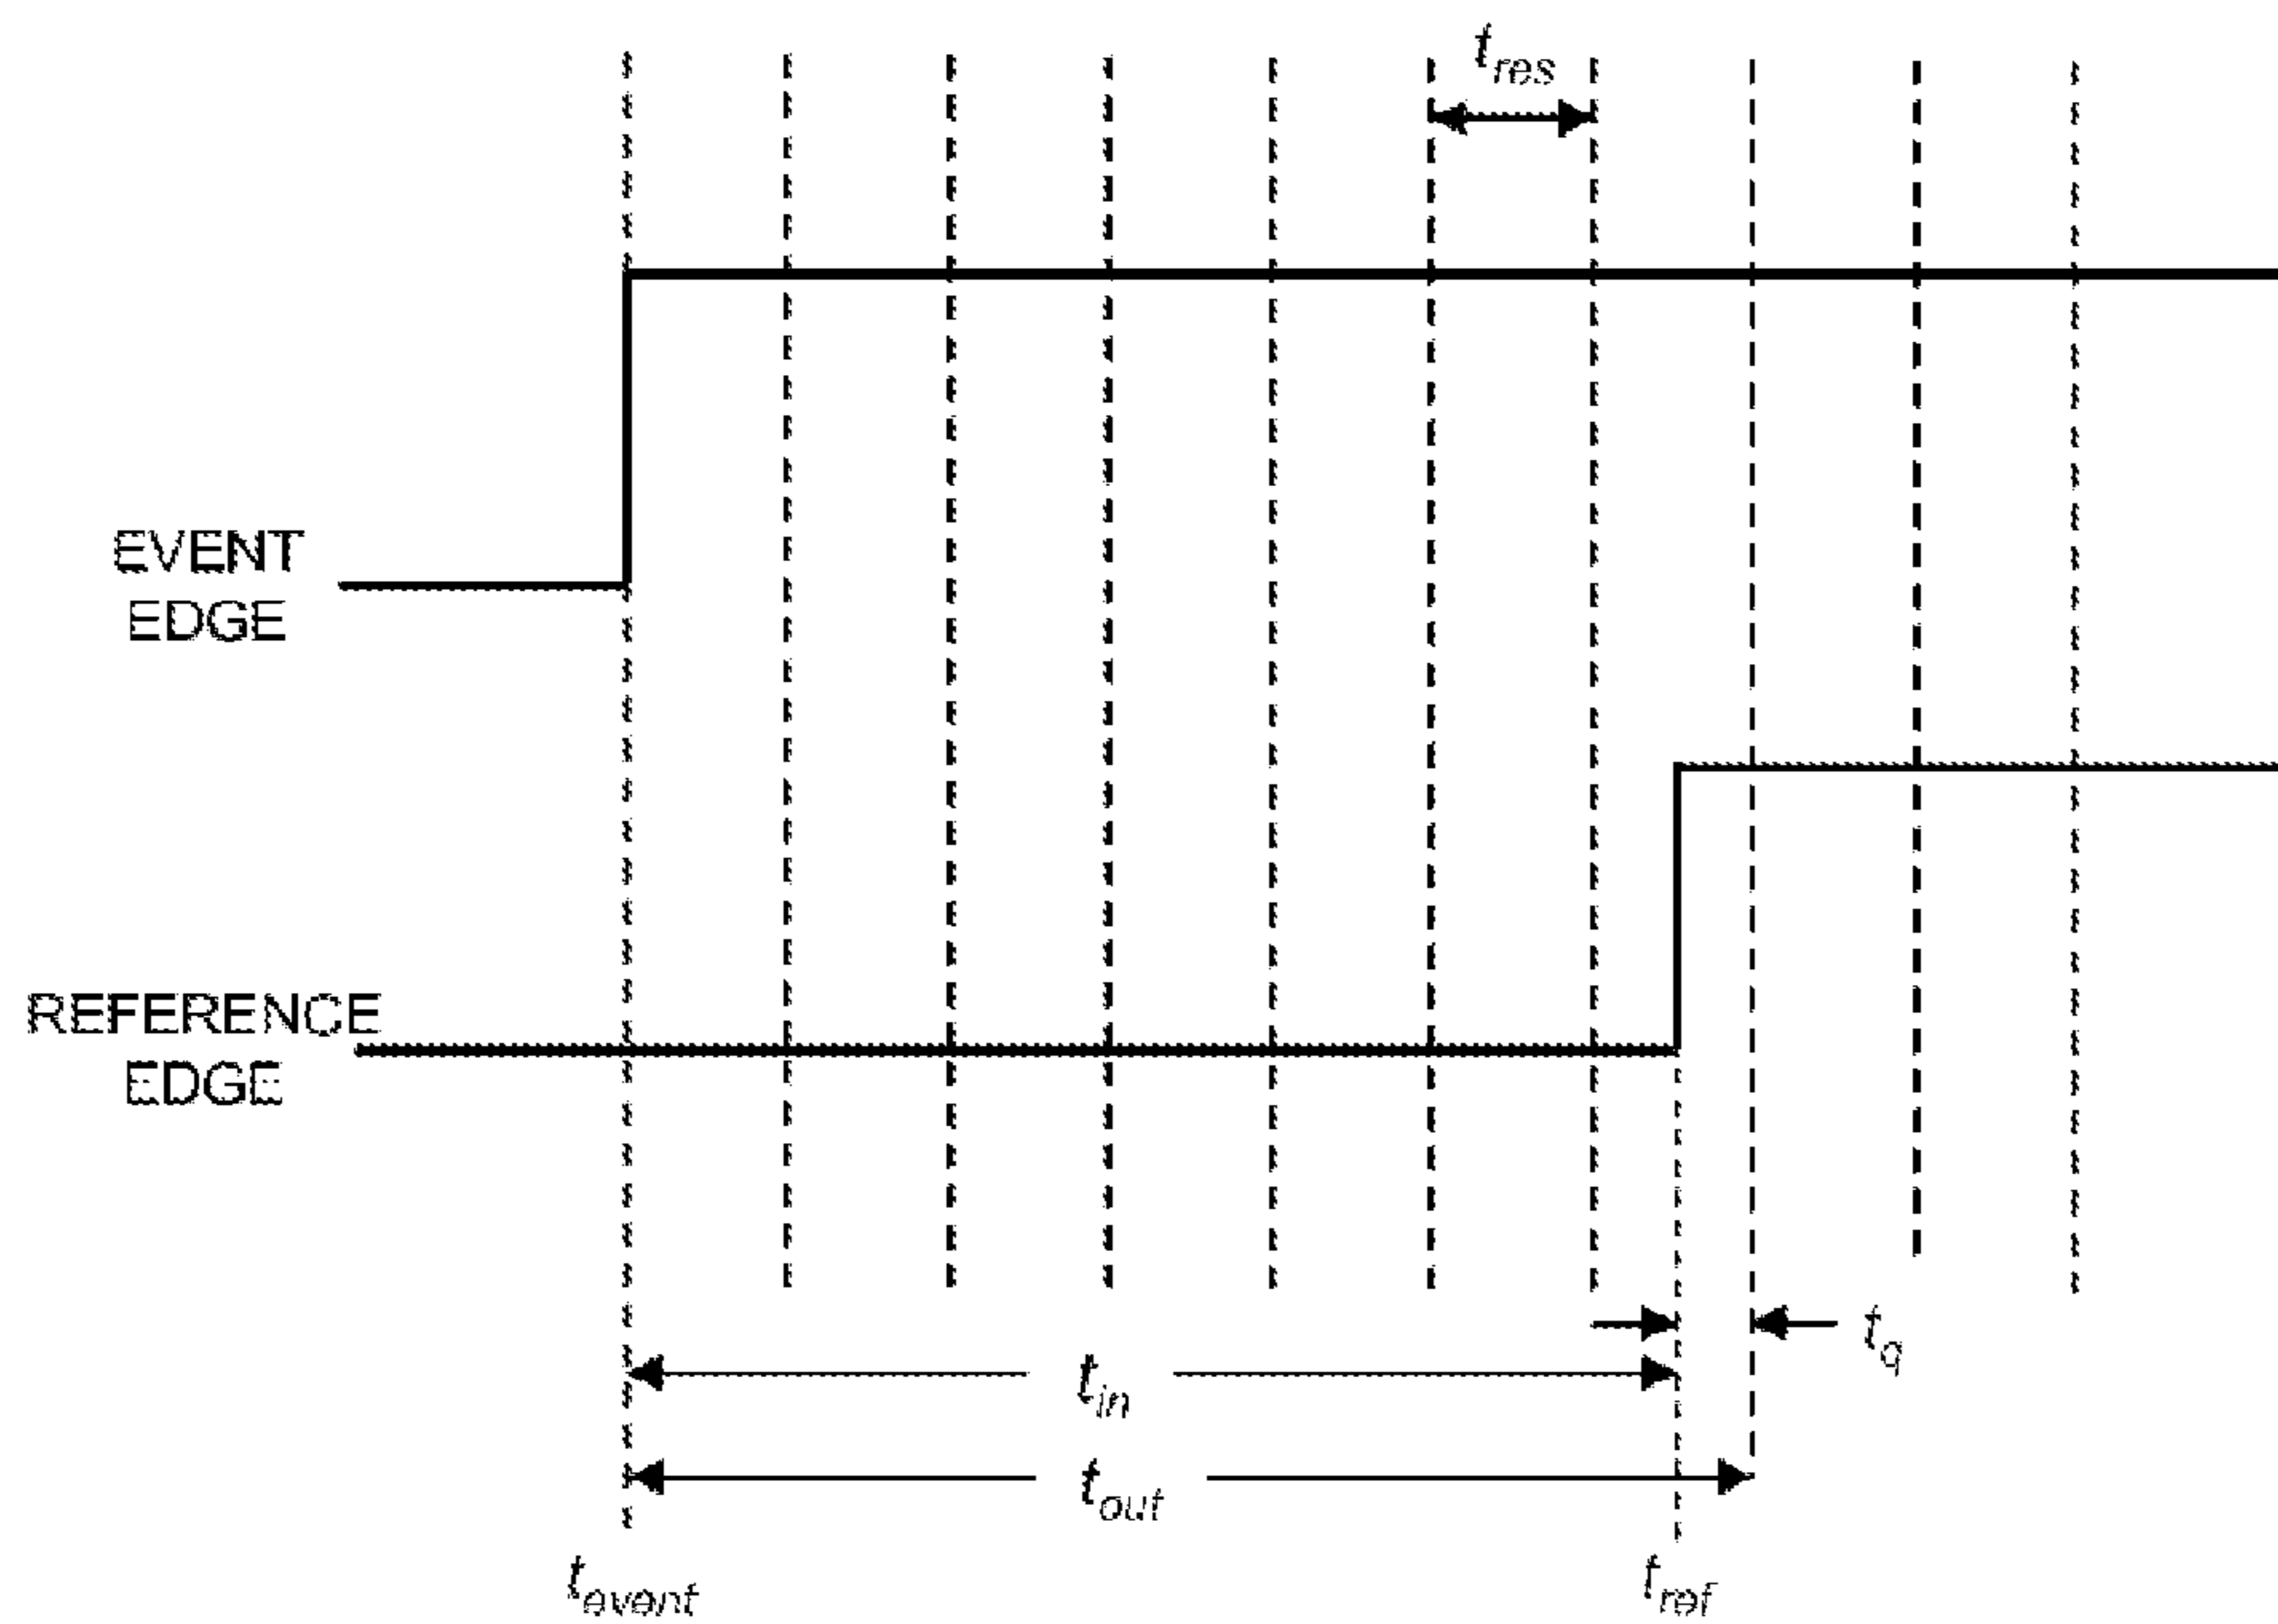 t_res
EVENT
EDGE
REFERENCE
EDGE
t_q
t_in
t_out
t_event
t_ref